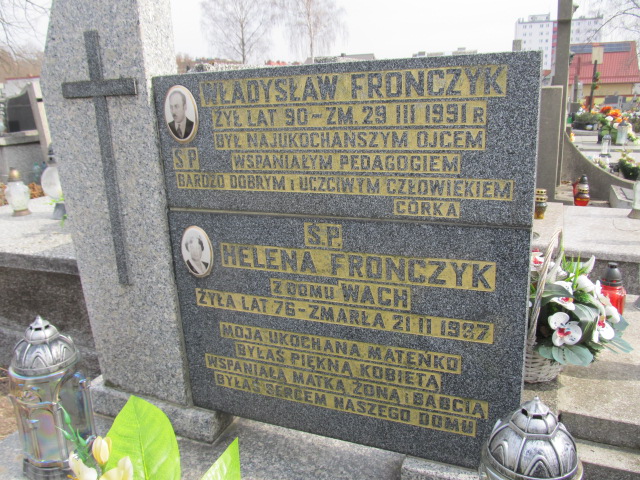 WŁADYSŁAW FRONCZYK
ŻYŁ LAT 90-ZM. 29 III 1991 R
BYŁ NAJUKOCHAŃSZYM OJCEM
Ś P WSPANIAŁYM PEDAGOGIEM
BARDZO DOBRYM I UCZCIWYM CZŁOWIEKIEM
CÓRKA
Ś.P.
HELENA FRONCZYK
Z DOMU WACH
ŻYŁA LAT 76-ZMARŁA 21 II 1987
MOJA UKOCHANA MATEŃKO
BYŁAŚ PIĘKNĄ KOBIETĄ
WSPANIAŁĄ MATKĄ ŻONĄ I BABCIĄ
BYŁAŚ SERCEM NASZEGO DOMU